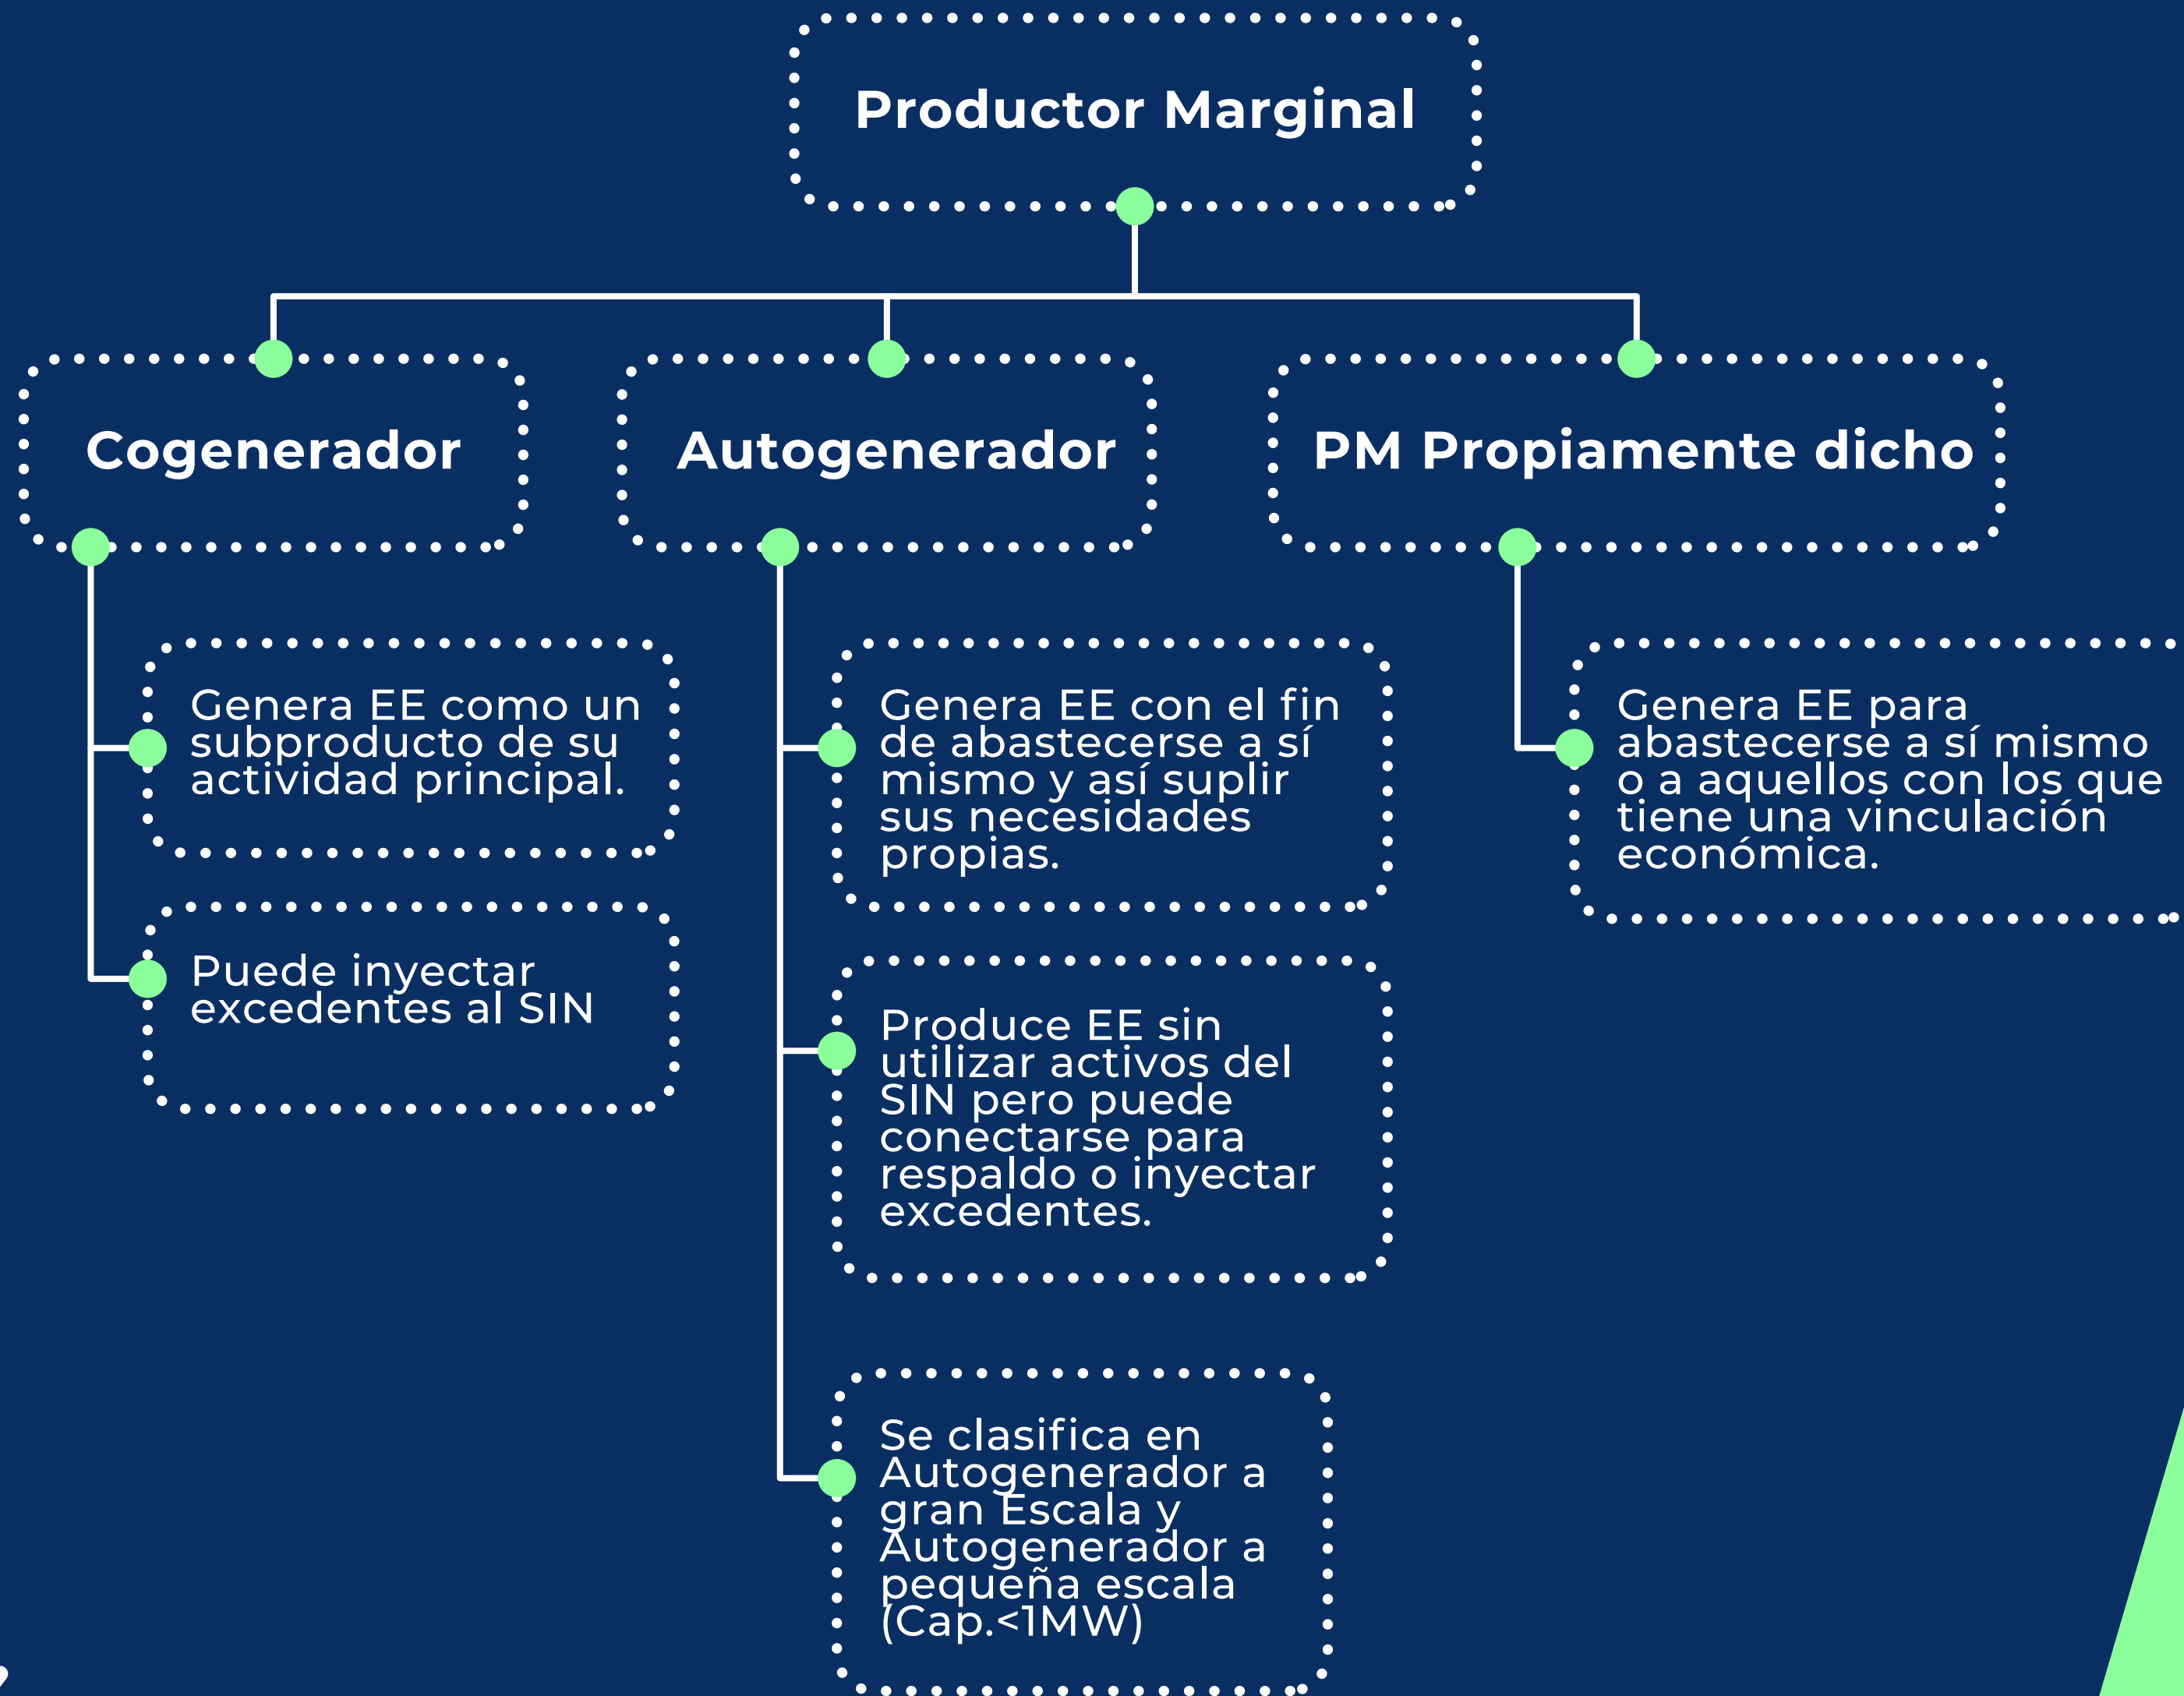 Productor Marginal
Cogenerador
Autogenerador
PM Propiamente dicho
Genera EE como un
subproducto de su
actividad principal.
Puede inyectar
excedentes al SIN
Genera EE con el fin
de abastecerse a sí
mismo y así suplir
sus necesidades
propias.
Produce EE sin
utilizar activos del
SIN pero puede
conectarse para
respaldo o inyectar
excedentes.
Se clasifica en
Autogenerador a
gran Escala y
Autogenerador a
pequeña escala
(Cap.<1MW)
Genera EE para
abastecerse a sí mismo
o a aquellos con los que
tiene una vinculación
económica.